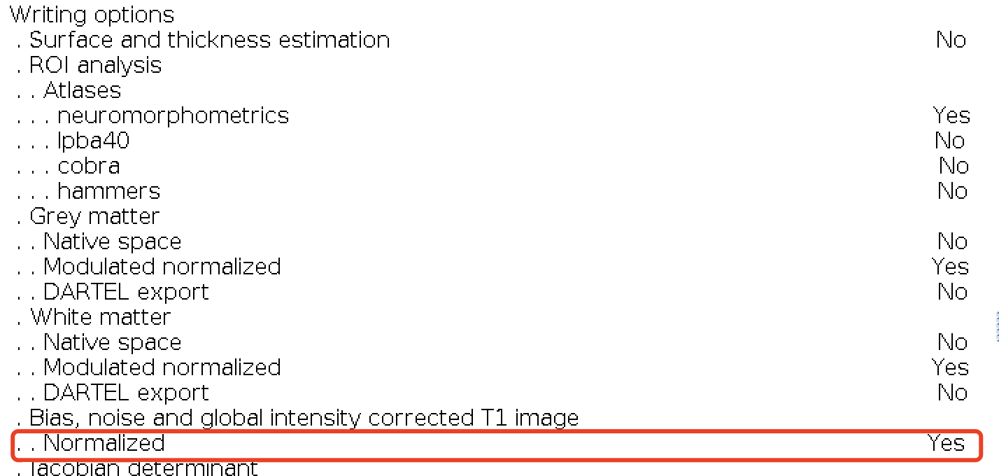 Writing options
. Surface and thickness estimation No
. ROI analysis
. . Atlases
. . . neuromorphometrics Yes
. . . lpba40 No
. . . cobra No
. . . hammers No
. Grey matter
. . Native space No
. . Modulated normalized Yes
. . DARTEL export No
. White matter
. . Native space No
. . Modulated normalized Yes
. . DARTEL export No
. Bias, noise and global intensity corrected T1 image
. . Normalized Yes
. Jacobian determinant